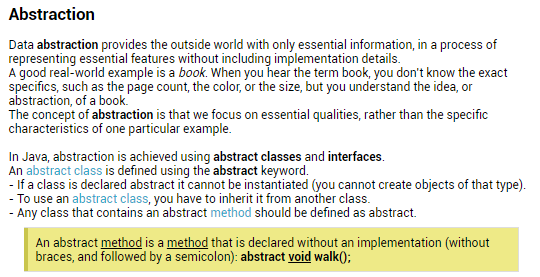 Abstraction
Data abstraction provides the outside world with only essential information, in a process of
representing essential features without including implementation details.
A good real-world example is a book. When you hear the term book, you don't know the exact
specifics, such as the page count, the color, or the size, but you understand the idea, or
abstraction, of a book.
The concept of abstraction is that we focus on essential qualities, rather than the specific
characteristics of one particular example.
In Java, abstraction is achieved using abstract classes and interfaces.
An abstract class is defined using the abstract keyword.
- If a class is declared abstract it cannot be instantiated (you cannot create objects of that type).
- To use an abstract class, you have to inherit it from another class.
- Any class that contains an abstract method should be defined as abstract.
An abstract method is a method that is declared without an implementation (without
braces, and followed by a semicolon): abstract void walk();